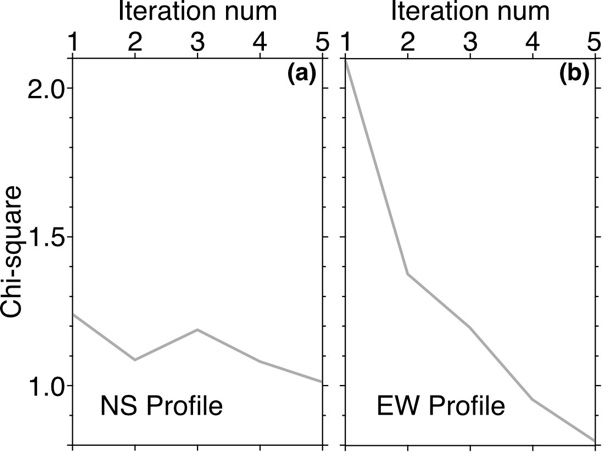 Iteration num Iteration num
1 2 3 4 5 1 2 3 4 5
(a) (b)
2.0
1.5
1.0
Chi-square
NS Profile EW Profile